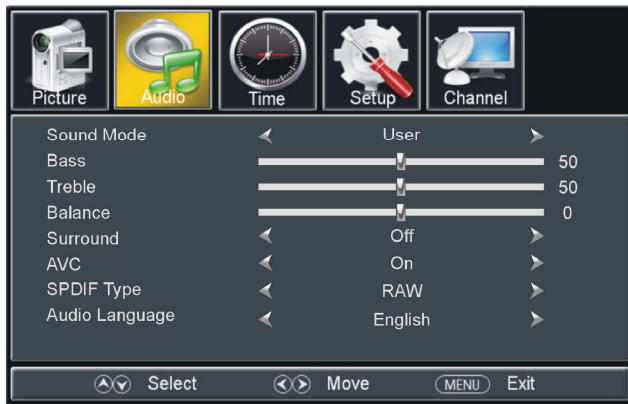 Picture Audio Time Setup Channel
Sound Mode User
Bass 50
Treble 50
Balance 0
Surround Off
AVC On
SPDIF Type RAW
Audio Language English
Select Move MENU Exit